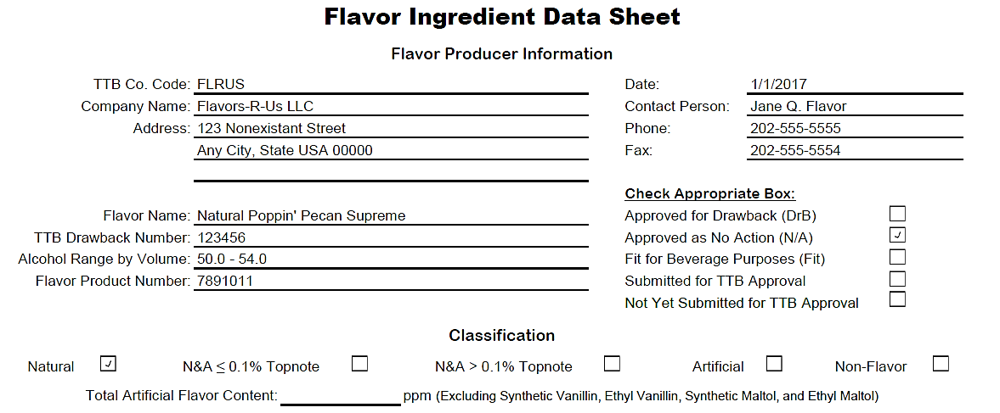 Flavor Ingredient Data Sheet
Flavor Producer Information
TTB Co. Code: FLRUS
Company Name: Flavors-R-Us LLC
Address: 123 Nonexistant Street
Any City, State USA 00000
Date: 1/1/2017
Contact Person: Jane Q. Flavor
Phone: 202-555-5555
Fax: 202-555-5554
Flavor Name: Natural Poppin' Pecan Supreme
TTB Drawback Number: 123456
Alcohol Range by Volume: 50.0 - 54.0
Flavor Product Number: 7891011
Check Appropriate Box:
Approved for Drawback (DrB) ☐
Approved as No Action (N/A) ☑
Fit for Beverage Purposes (Fit) ☐
Submitted for TTB Approval ☐
Not Yet Submitted for TTB Approval ☐
Classification
Natural ☑ N&A ≤ 0.1% Topnote ☐ N&A > 0.1% Topnote ☐ Artificial ☐ Non-Flavor ☐
Total Artificial Flavor Content: ppm (Excluding Synthetic Vanillin, Ethyl Vanillin, Synthetic Maltol, and Ethyl Maltol)